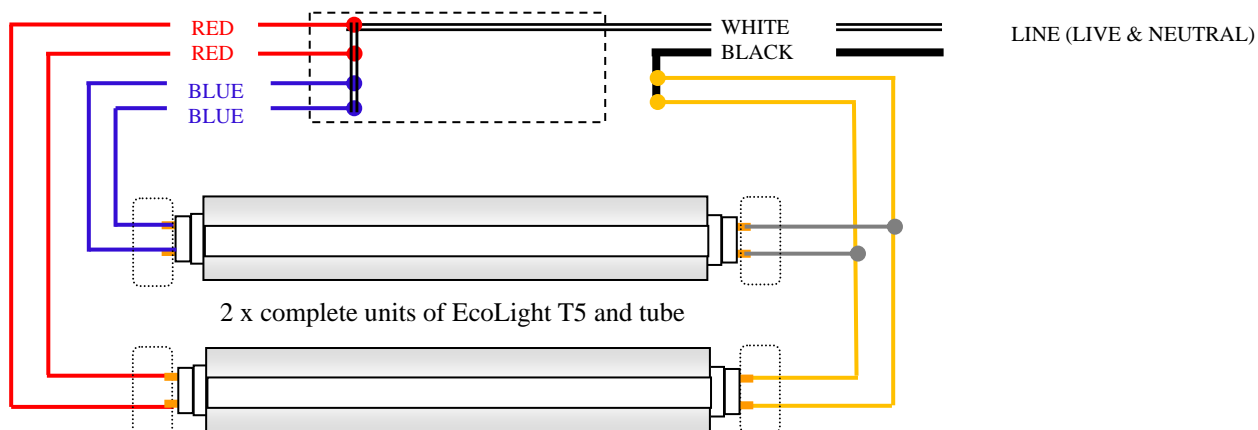 RED
WHITE
LINE (LIVE & NEUTRAL)
RED
BLACK
BLUE
BLUE
2 x complete units of EcoLight T5 and tube